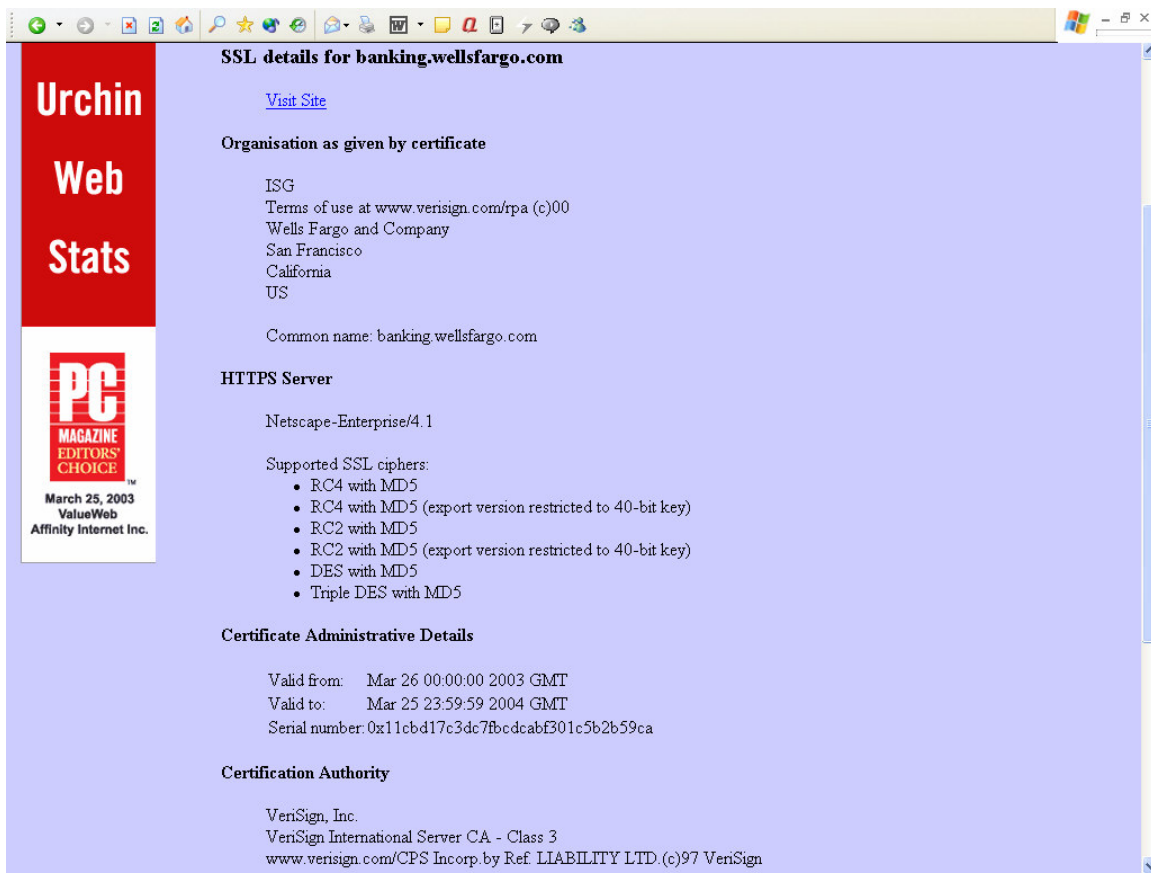 SSL details for banking.wellsfargo.com
Visit Site
Organisation as given by certificate
ISG
Terms of use at www.verisign.com/rpa (c)00
Wells Fargo and Company
San Francisco
California
US
Common name: banking.wellsfargo.com
HTTPS Server
Netscape-Enterprise/4.1
Supported SSL ciphers:
• RC4 with MD5
• RC4 with MD5 (export version restricted to 40-bit key)
• RC2 with MD5
• RC2 with MD5 (export version restricted to 40-bit key)
• DES with MD5
• Triple DES with MD5
Certificate Administrative Details
Valid from: Mar 26 00:00:00 2003 GMT
Valid to: Mar 25 23:59:59 2004 GMT
Serial number: 0x11cbd17c3dc7fbcdcabf301c5b2b59ca
Certification Authority
VeriSign, Inc.
VeriSign International Server CA - Class 3
www.verisign.com/CPS Incorp.by Ref. LIABILITY LTD.(c)97 VeriSign
Urchin
Web
Stats
PC
MAGAZINE
EDITORS'
CHOICE
TM
March 25, 2003
ValueWeb
Affinity Internet Inc.